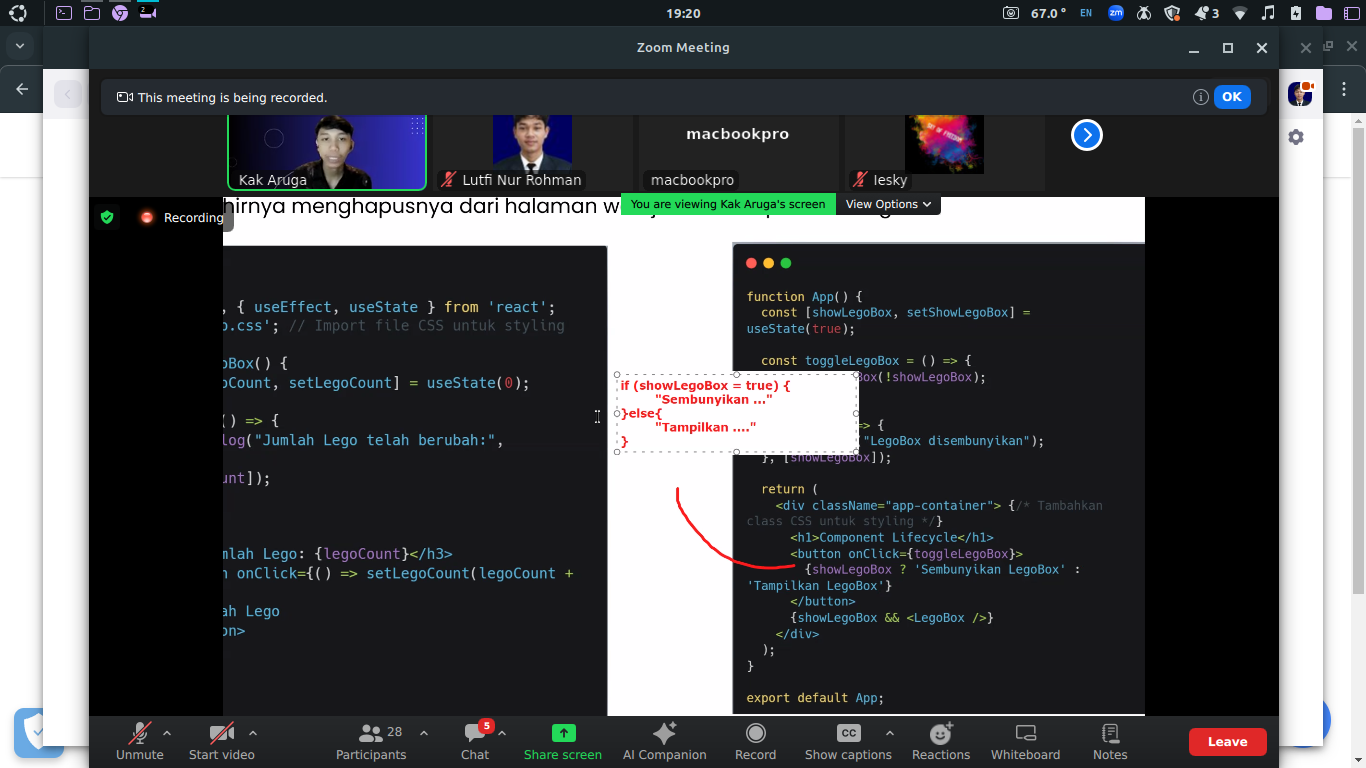 19:20
67.0 °
EN
zm
3
Zoom Meeting
This meeting is being recorded.
OK
Kak Aruga
Lutfi Nur Rohman
macbookpro
macbookpro
Iesky
You are viewing Kak Aruga's screen
View Options
Recording
hirnya menghapusnya dari halaman
, { useEffect, useState } from 'react';
o.css'; // Import file CSS untuk styling
oBox() {
oCount, setLegoCount] = useState(0);
() => {
log("Jumlah Lego telah berubah:",
unt]);
mlah Lego: {legoCount}</h3>
n onClick={() => setLegoCount(legoCount +
ah Lego
on>
if (showLegoBox = true) {
"Sembunyikan ..."
}else{
"Tampilkan ...."
}
function App() {
const [showLegoBox, setShowLegoBox] =
useState(true);
const toggleLegoBox = () => {
Box(!showLegoBox);
=> {
"LegoBox disembunyikan");
}, [showLegoBox]);
return (
<div className="app-container"> {/* Tambahkan
class CSS untuk styling */}
<h1>Component Lifecycle</h1>
<button onClick={toggleLegoBox}>
{showLegoBox ? 'Sembunyikan LegoBox' :
'Tampilkan LegoBox'}
</button>
{showLegoBox && <LegoBox />}
</div>
);
}
export default App;
Unmute
Start video
28
Participants
5
Chat
Share screen
AI Companion
Record
CC
Show captions
Reactions
Whiteboard
Notes
Leave